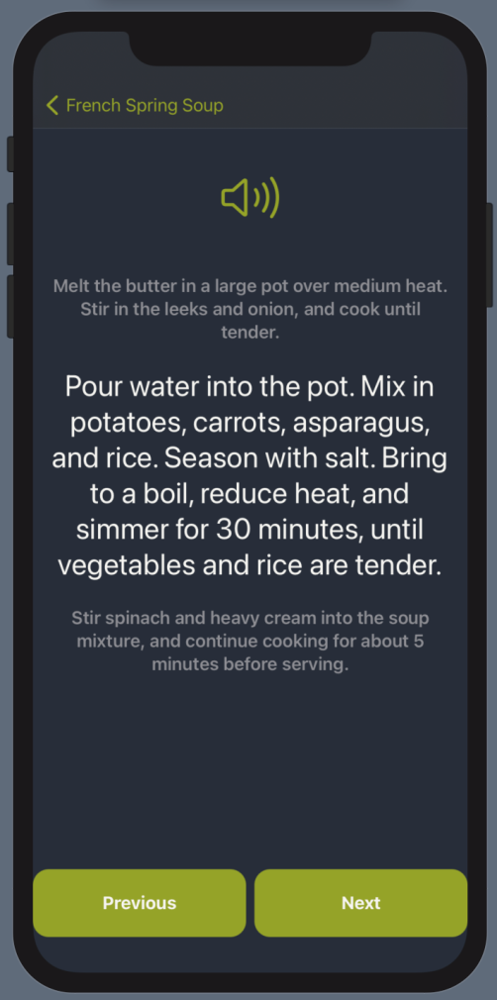 French Spring Soup
Melt the butter in a large pot over medium heat.
Stir in the leeks and onion, and cook until
tender.
Pour water into the pot. Mix in
potatoes, carrots, asparagus,
and rice. Season with salt. Bring
to a boil, reduce heat, and
simmer for 30 minutes, until
vegetables and rice are tender.
Stir spinach and heavy cream into the soup
mixture, and continue cooking for about 5
minutes before serving.
Previous
Next